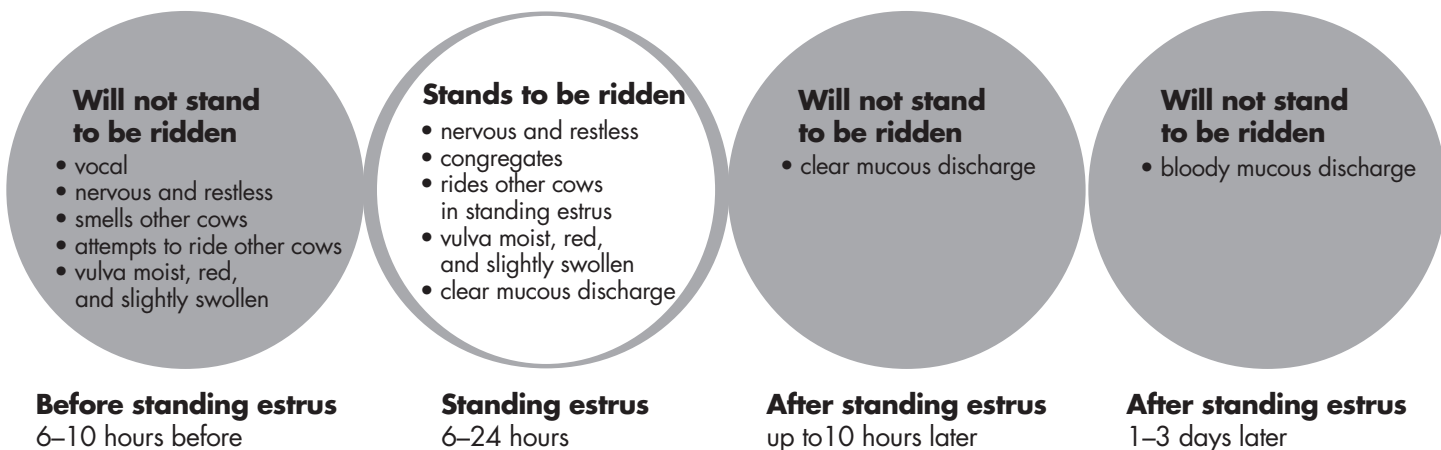 Will not stand
to be ridden
• vocal
• nervous and restless
• smells other cows
• attempts to ride other cows
• vulva moist, red,
and slightly swollen
Before standing estrus
6–10 hours before
Stands to be ridden
• nervous and restless
• congregates
• rides other cows
in standing estrus
• vulva moist, red,
and slightly swollen
• clear mucous discharge
Standing estrus
6–24 hours
Will not stand
to be ridden
• clear mucous discharge
After standing estrus
up to10 hours later
Will not stand
to be ridden
• bloody mucous discharge
After standing estrus
1–3 days later